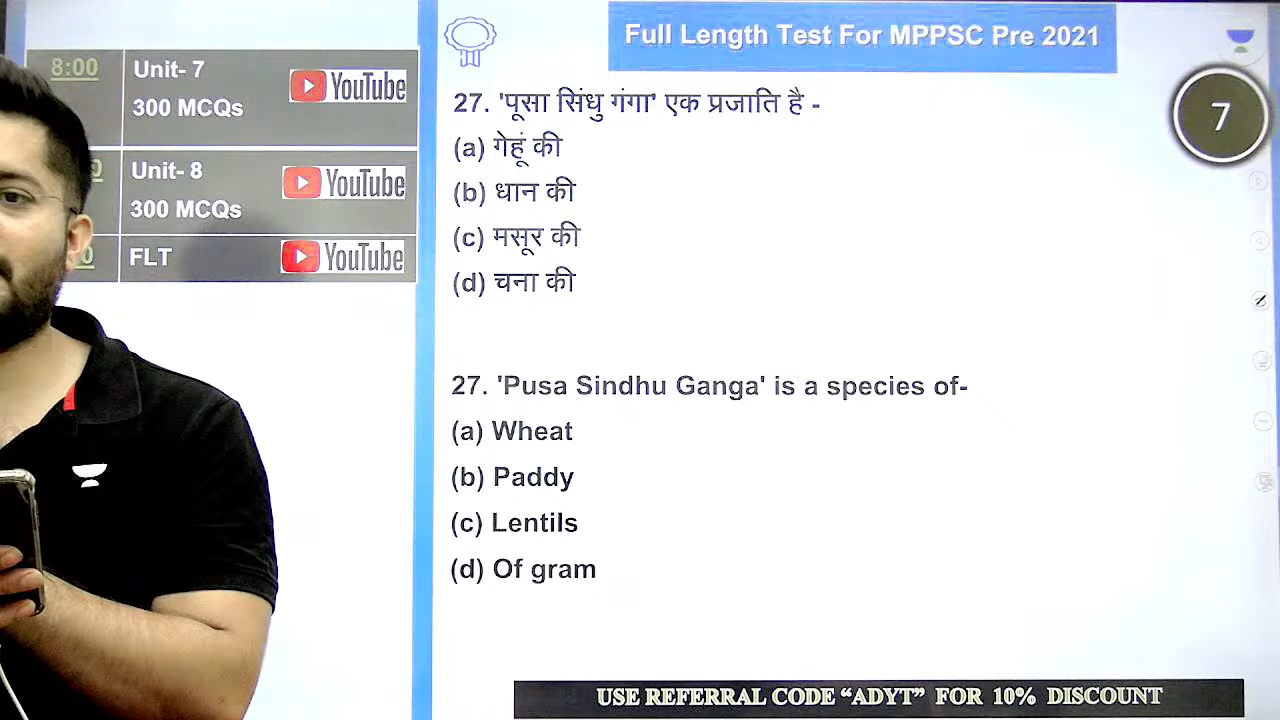 Full Length Test For MPPSC Pre 2021
8:00
Unit- 7
300 MCQs
YouTube
Unit- 8
300 MCQs
YouTube
0
FLT
YouTube
7
27. 'पूसा सिंधु गंगा' एक प्रजाति है -
(a) गेहूं की
(b) धान की
(c) मसूर की
(d) चना की
27. 'Pusa Sindhu Ganga' is a species of-
(a) Wheat
(b) Paddy
(c) Lentils
(d) Of gram
USE REFERRAL CODE “ADYT” FOR 10% DISCOUNT